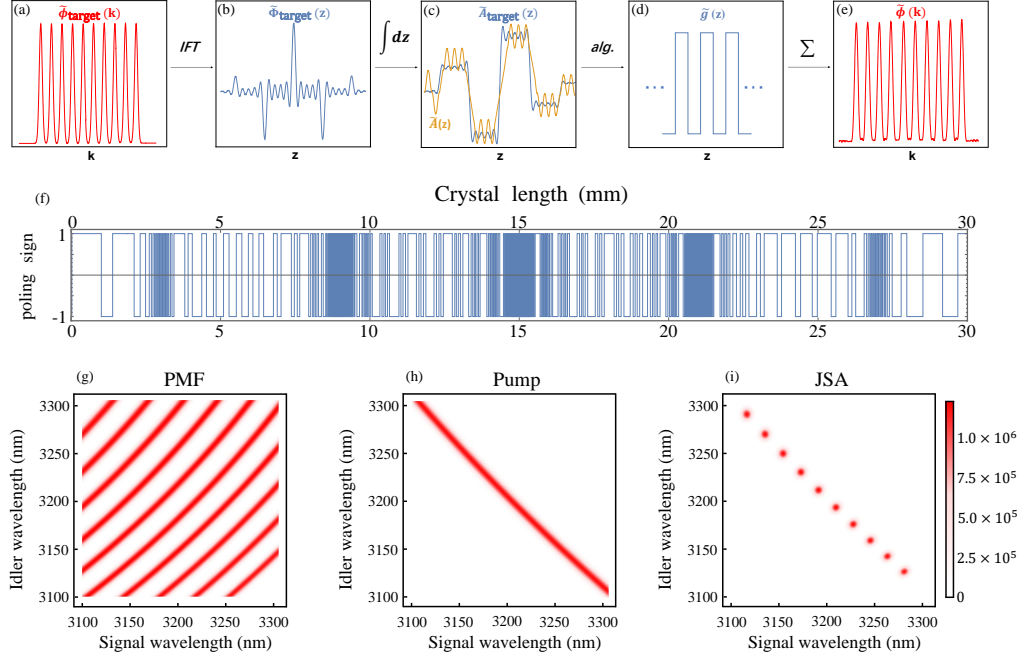 (a) ϕ̃target(k)
IFT
(b) Φ̃target(z)
∫dz
(c) Ãtarget(z)
alg.
(d) g̃(z)
∑
(e) ϕ̃(k)
Ã(z)
... ...
k z z z k
Crystal length (mm)
(f)
0 5 10 15 20 25 30
1
poling sign
-1
0 5 10 15 20 25 30
(g) PMF
(h) Pump
(i) JSA
Idler wavelength (nm)
3300
3250
3200
3150
3100
3100 3150 3200 3250 3300
Signal wavelength (nm)
Idler wavelength (nm)
3300
3250
3200
3150
3100
3100 3150 3200 3250 3300
Signal wavelength (nm)
Idler wavelength (nm)
3300
3250
3200
3150
3100
3100 3150 3200 3250 3300
Signal wavelength (nm)
1.0 × 10⁶
7.5 × 10⁵
5.0 × 10⁵
2.5 × 10⁵
0